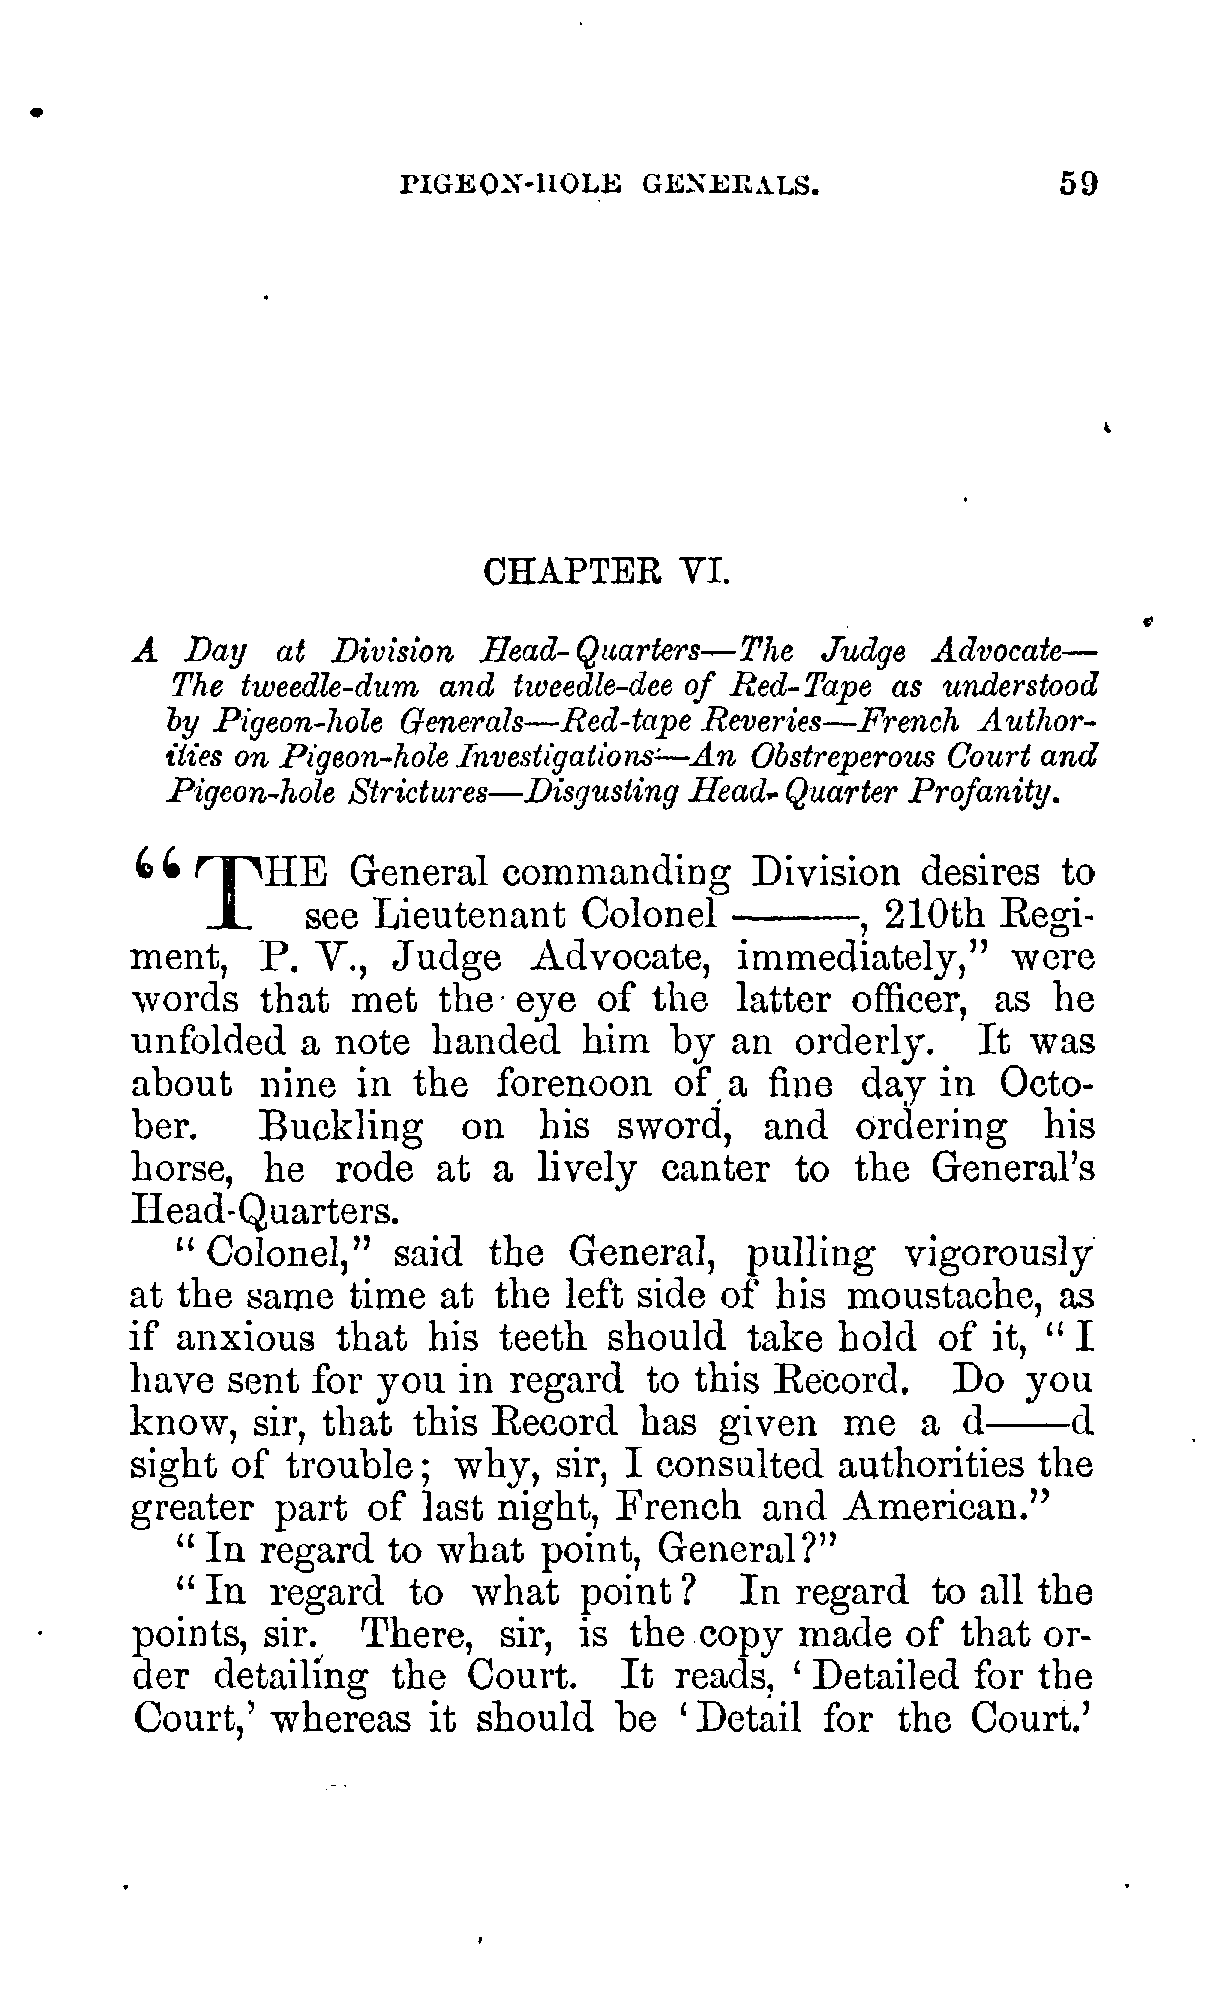 PIGEON-HOLE GENERALS. 59
CHAPTER VI.
A Day at Division Head-Quarters—The Judge Advocate—
The tweedle-dum and tweedle-dee of Red-Tape as understood
by Pigeon-hole Generals—Red-tape Reveries—French Author-
ities on Pigeon-hole Investigations—An Obstreperous Court and
Pigeon-hole Strictures—Disgusting Head-Quarter Profanity.
“THE General commanding Division desires to
see Lieutenant Colonel ———, 210th Regi-
ment, P. V., Judge Advocate, immediately,” were
words that met the eye of the latter officer, as he
unfolded a note handed him by an orderly. It was
about nine in the forenoon of a fine day in Octo-
ber. Buckling on his sword, and ordering his
horse, he rode at a lively canter to the General's
Head-Quarters.
“Colonel,” said the General, pulling vigorously
at the same time at the left side of his moustache, as
if anxious that his teeth should take hold of it, “I
have sent for you in regard to this Record. Do you
know, sir, that this Record has given me a d——d
sight of trouble; why, sir, I consulted authorities the
greater part of last night, French and American.”
“In regard to what point, General?”
“In regard to what point? In regard to all the
points, sir. There, sir, is the copy made of that or-
der detailing the Court. It reads, ‘Detailed for the
Court,’ whereas it should be ‘Detail for the Court.’